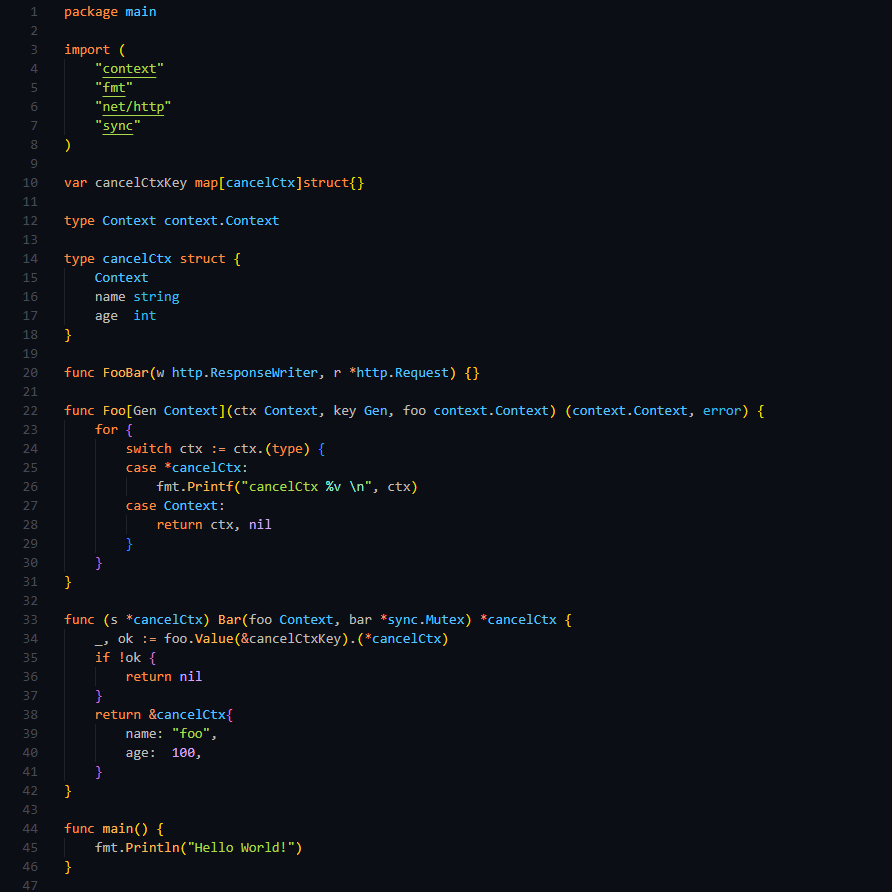 1 package main
2
3 import (
4     "context"
5     "fmt"
6     "net/http"
7     "sync"
8 )
9
10 var cancelCtxKey map[cancelCtx]struct{}
11
12 type Context context.Context
13
14 type cancelCtx struct {
15     Context
16     name string
17     age  int
18 }
19
20 func FooBar(w http.ResponseWriter, r *http.Request) {}
21
22 func Foo[Gen Context](ctx Context, key Gen, foo context.Context) (context.Context, error) {
23     for {
24         switch ctx := ctx.(type) {
25         case *cancelCtx:
26             fmt.Printf("cancelCtx %v \n", ctx)
27         case Context:
28             return ctx, nil
29         }
30     }
31 }
32
33 func (s *cancelCtx) Bar(foo Context, bar *sync.Mutex) *cancelCtx {
34     _, ok := foo.Value(&cancelCtxKey).(*cancelCtx)
35     if !ok {
36         return nil
37     }
38     return &cancelCtx{
39         name: "foo",
40         age:  100,
41     }
42 }
43
44 func main() {
45     fmt.Println("Hello World!")
46 }
47